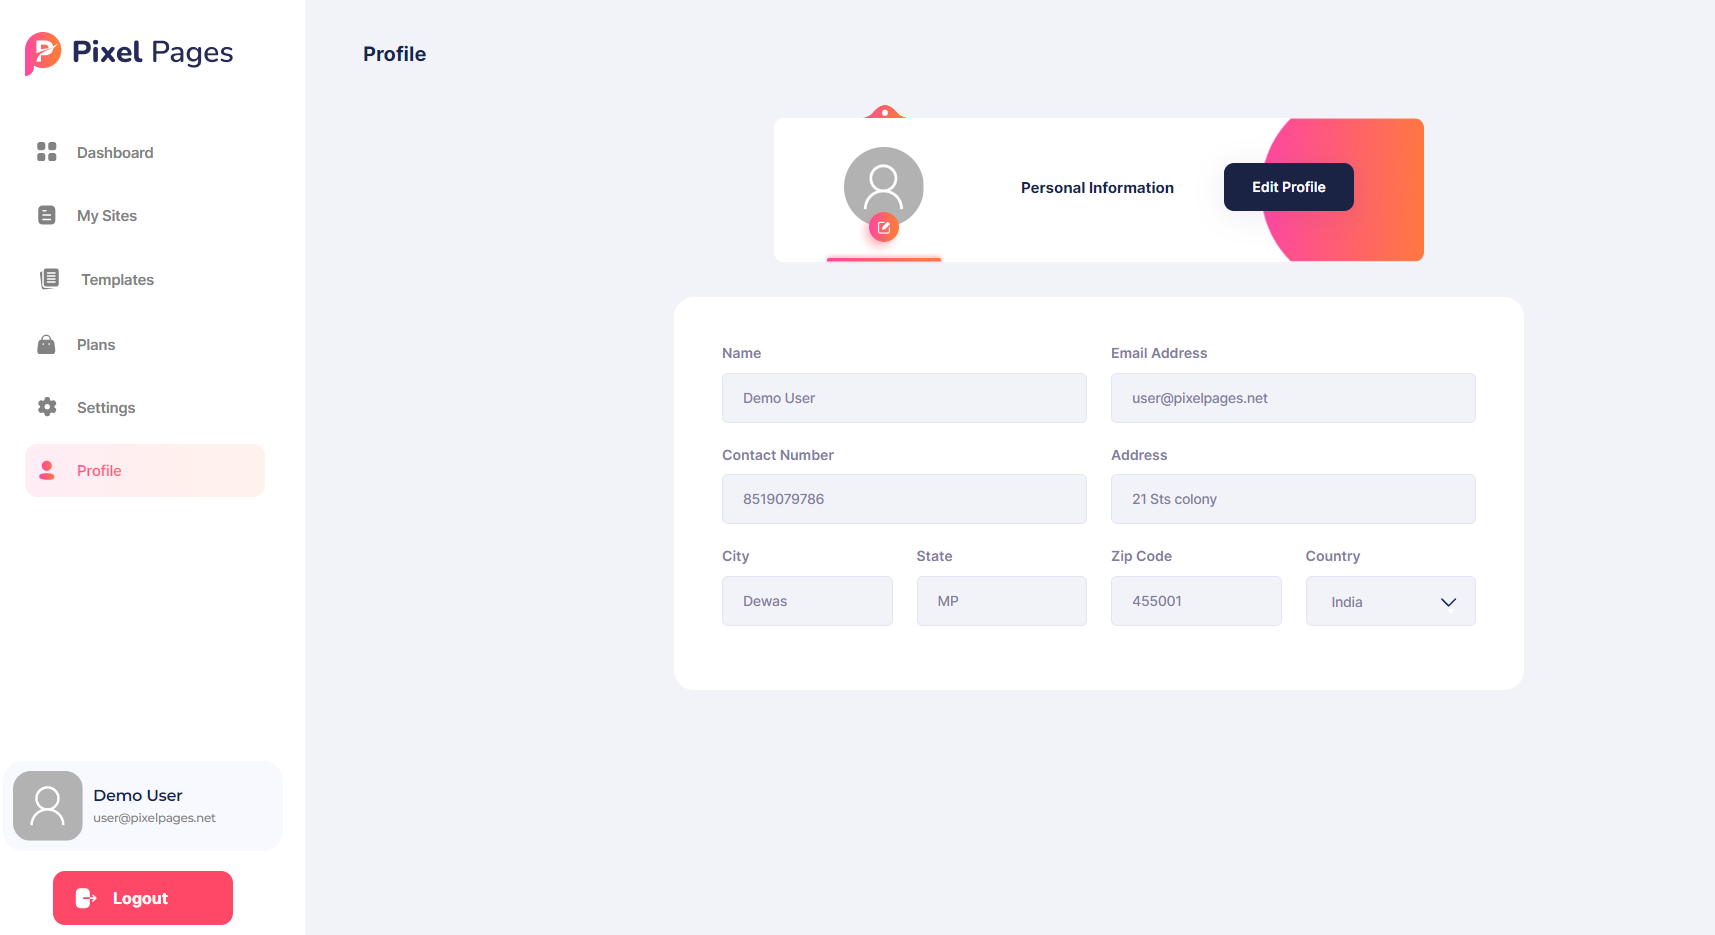 Pixel Pages
Profile
Dashboard
My Sites
Templates
Plans
Settings
Profile
Personal Information
Edit Profile
Name
Email Address
Demo User
user@pixelpages.net
Contact Number
Address
8519079786
21 Sts colony
City
State
Zip Code
Country
Dewas
MP
455001
India
Demo User
user@pixelpages.net
Logout